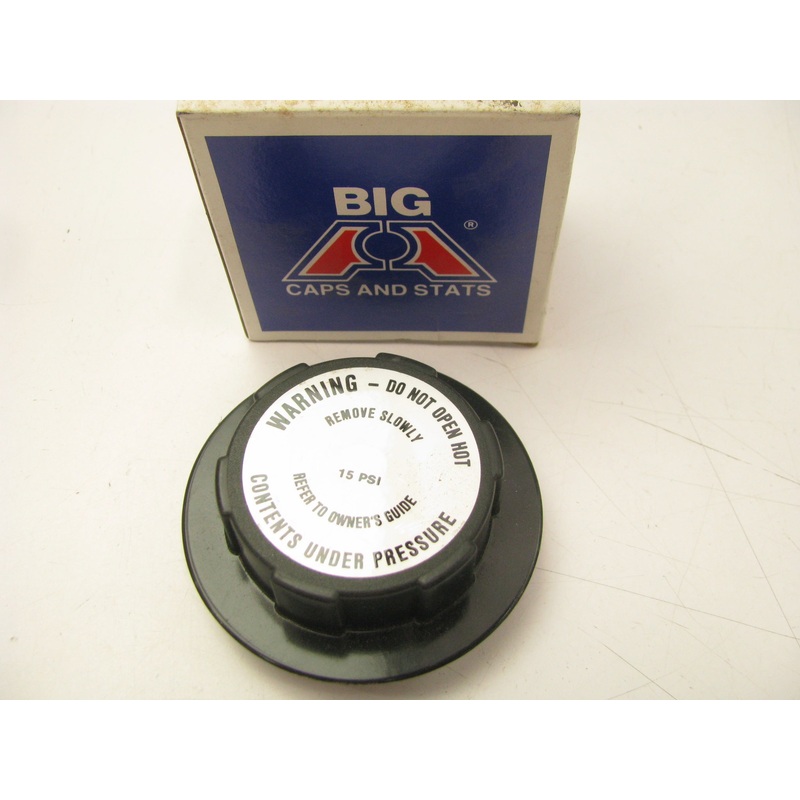 BIG
®
CAPS AND STATS
WARNING – DO NOT OPEN HOT
REMOVE SLOWLY
15 PSI
REFER TO OWNER'S GUIDE
CONTENTS UNDER PRESSURE